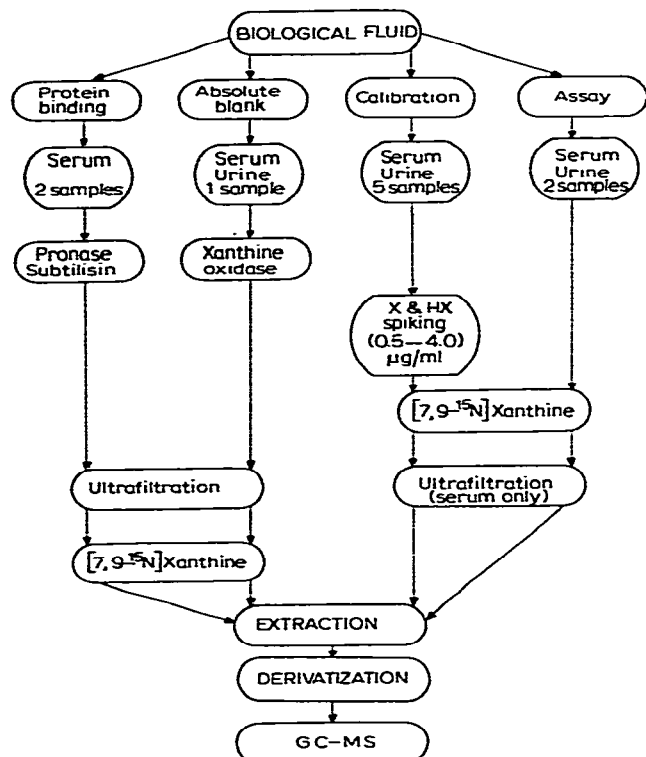 BIOLOGICAL FLUID
Protein
binding
Absolute
blank
Calibration
Assay
Serum
2 samples
Serum
Urine
1 sample
Serum
Urine
5 samples
Serum
Urine
2 samples
Pronase
Subtilisin
Xanthine
oxidase
X & HX
spiking
(0.5—4.0)
µg/ml
[7,9-¹⁵N]Xanthine
Ultrafiltration
Ultrafiltration
(serum only)
[7,9-¹⁵N]Xanthine
EXTRACTION
DERIVATIZATION
GC-MS